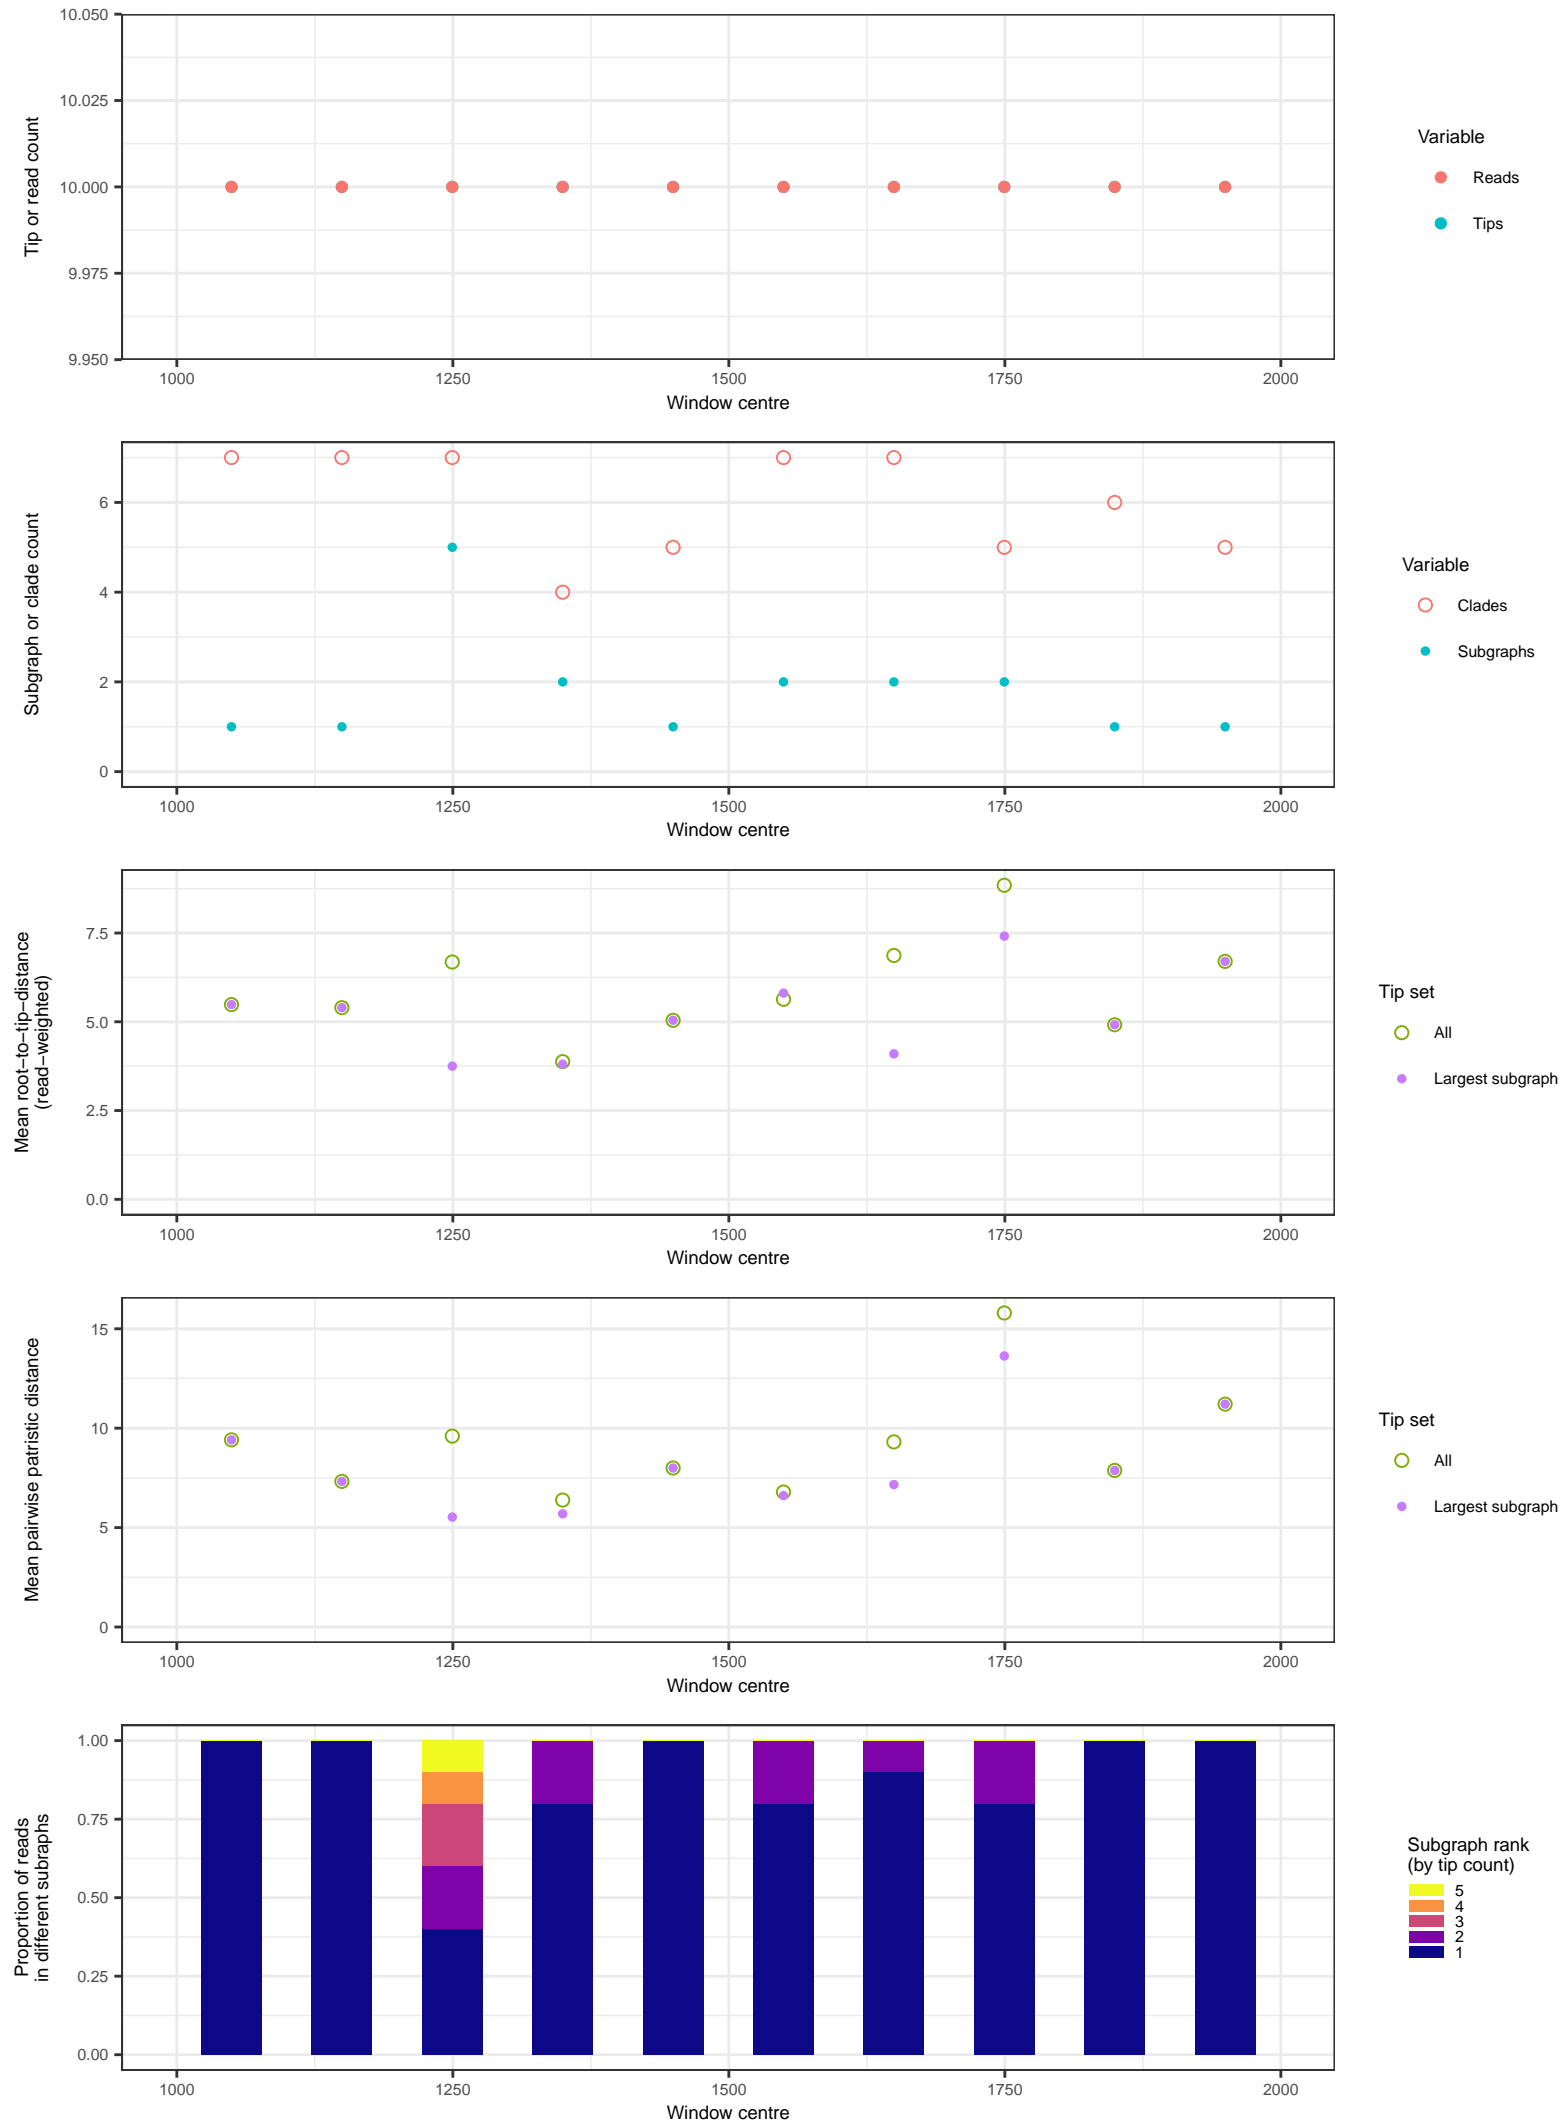 10.050
10.025
10.000
9.975
9.950
Tip or read count
1000 1250 1500 1750 2000
Window centre
Variable
Reads
Tips
6
4
2
0
Subgraph or clade count
1000 1250 1500 1750 2000
Window centre
Variable
Clades
Subgraphs
7.5
5.0
2.5
0.0
Mean root−to−tip−distance
(read−weighted)
1000 1250 1500 1750 2000
Window centre
Tip set
All
Largest subgraph
15
10
5
0
Mean pairwise patristic distance
1000 1250 1500 1750 2000
Window centre
Tip set
All
Largest subgraph
1.00
0.75
0.50
0.25
0.00
Proportion of reads
in different subraphs
1000 1250 1500 1750 2000
Window centre
Subgraph rank
(by tip count)
5
4
3
2
1